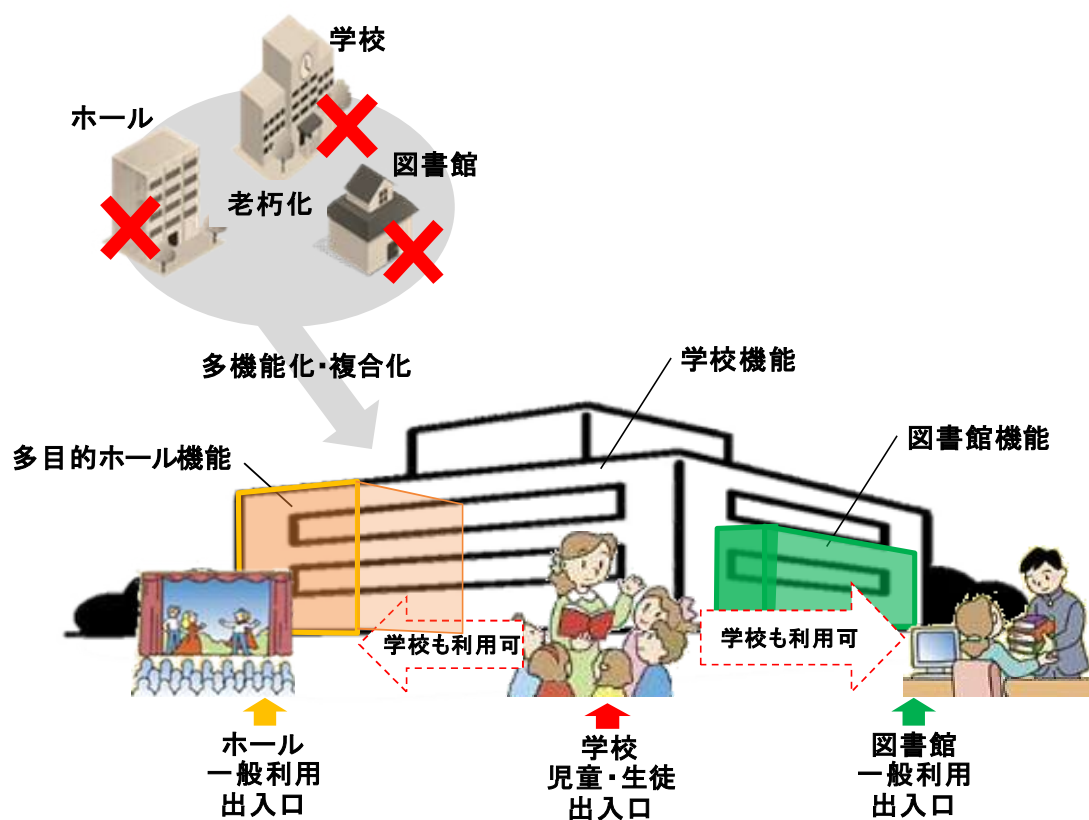 学校
ホール
図書館
老朽化
多機能化・複合化
学校機能
図書館機能
多目的ホール機能
学校も利用可
学校も利用可
ホール
一般利用
出入口
学校
児童・生徒
出入口
図書館
一般利用
出入口